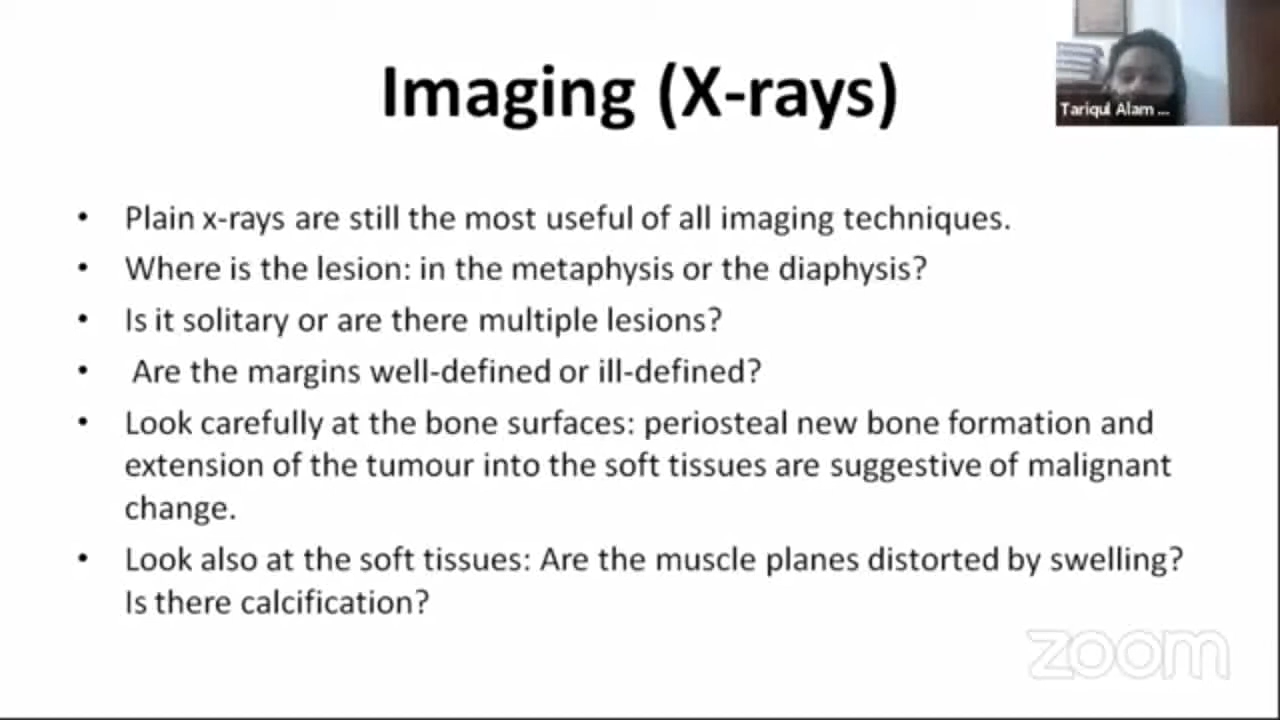 Imaging (X-rays)
Tariqul Alam ...
• Plain x-rays are still the most useful of all imaging techniques.
• Where is the lesion: in the metaphysis or the diaphysis?
• Is it solitary or are there multiple lesions?
• Are the margins well-defined or ill-defined?
• Look carefully at the bone surfaces: periosteal new bone formation and
extension of the tumour into the soft tissues are suggestive of malignant
change.
• Look also at the soft tissues: Are the muscle planes distorted by swelling?
Is there calcification?
zoom